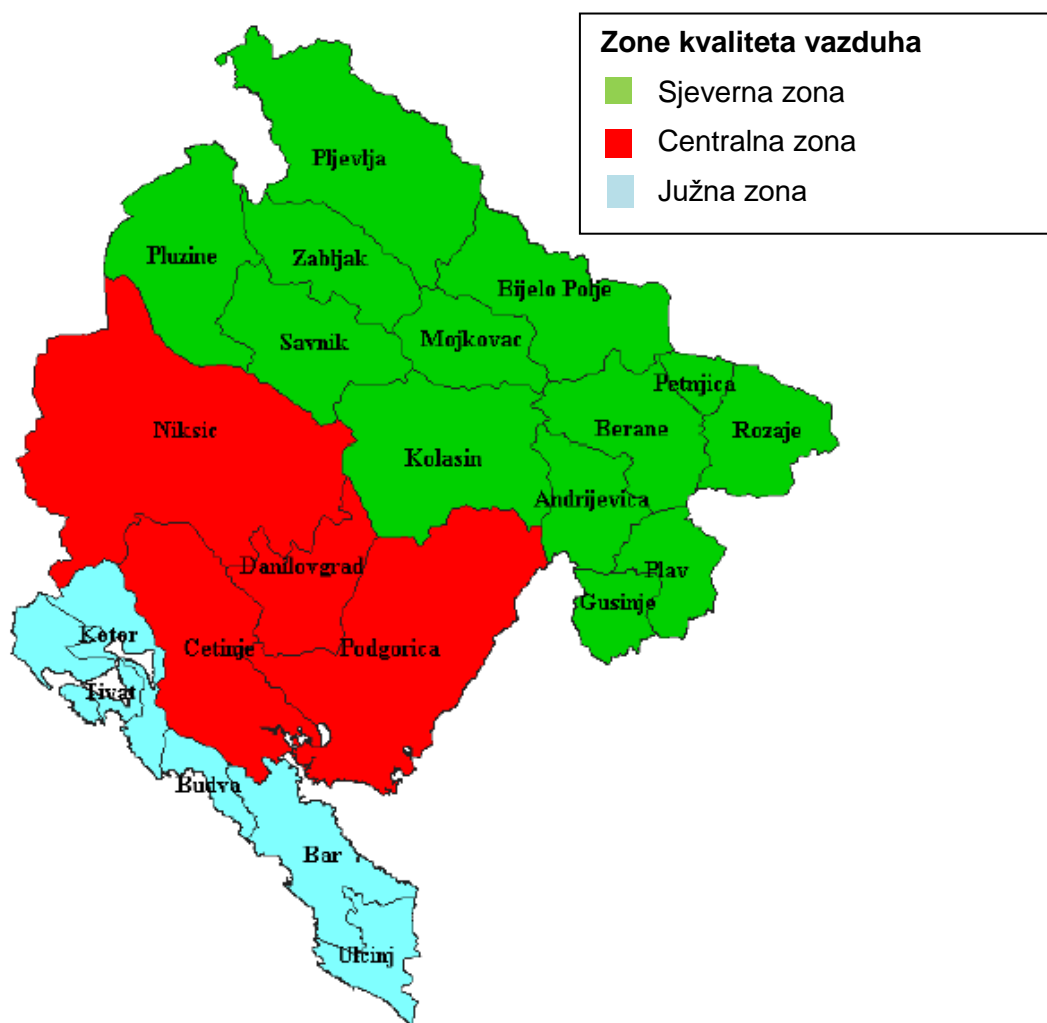 Zone kvaliteta vazduha
Sjeverna zona
Centralna zona
Južna zona
Pljevlja
Pluzine
Zabljak
Bijelo Polje
Savnik
Mojkovac
Petnjica
Niksic
Kolasin
Berane
Rozaje
Andrijevica
Danilovgrad
Plav
Gusinje
Kotor
Cetinje
Podgorica
Tivat
Budva
Bar
Ulcinj